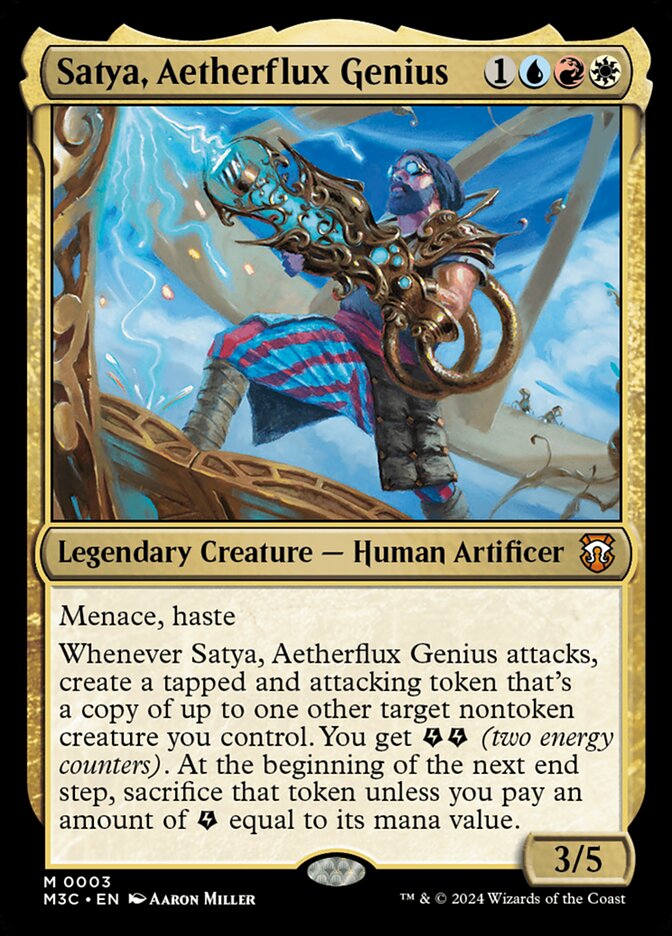 Satya, Aetherflux Genius 1
Legendary Creature — Human Artificer
Menace, haste
Whenever Satya, Aetherflux Genius attacks,
create a tapped and attacking token that's
a copy of up to one other target nontoken
creature you control. You get (two energy
counters). At the beginning of the next end
step, sacrifice that token unless you pay an
amount of equal to its mana value.
3/5
M 0003
M3C • EN Aaron Miller
™ & © 2024 Wizards of the Coast